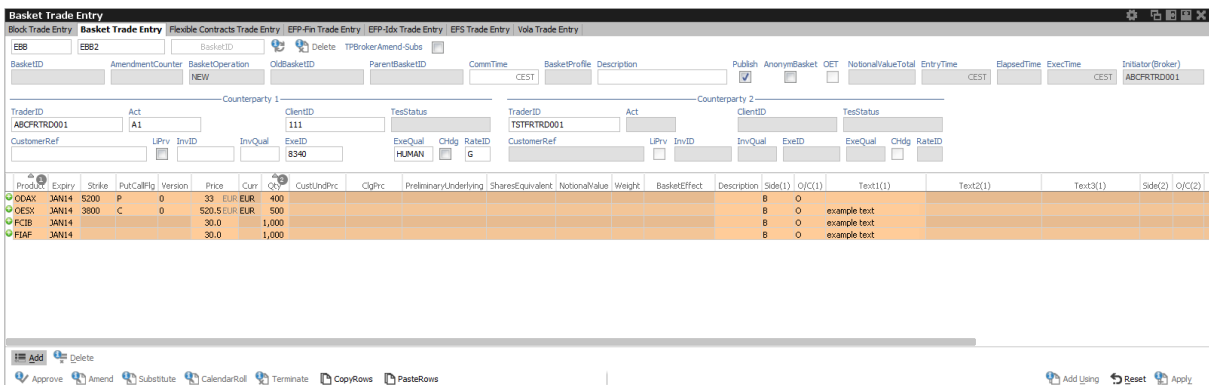 Basket Trade Entry
Block Trade Entry Basket Trade Entry Flexible Contracts Trade Entry EFP-Fin Trade Entry EFP-Idx Trade Entry EFS Trade Entry Vola Trade Entry
EBB EBB2 BasketID Delete TPBrokerAmend-Subs
BasketID AmendmentCounter BasketOperation OldBasketID ParentBasketID CommTime BasketProfile Description Publish AnonymBasket OET NotionalValueTotal EntryTime ElapsedTime ExecTime Initiator(Broker)
NEW CEST CEST CEST ABCFRTRD001
Counterparty 1 Counterparty 2
TraderID Act ClientID TesStatus TraderID Act ClientID TesStatus
ABCFRTRD001 A1 111 TSTFRTRD001
CustomerRef LiPrv InvID InvQual ExeID ExeQual CHdg RateID CustomerRef LiPrv InvID InvQual ExeID ExeQual CHdg RateID
8340 HUMAN G
Product 1 Expiry Strike PutCallFlg Version Price Curr Qty 2 CustUndPrc ClgPrc PreliminaryUnderlying SharesEquivalent NotionalValue Weight BasketEffect Description Side(1) O/C(1) Text1(1) Text2(1) Text3(1) Side(2) O/C(2)
ODAX JAN14 5200 P 0 33 EUR EUR 400 B O
OESX JAN14 3800 C 0 520.5 EUR EUR 500 B O example text
FCIB JAN14 30.0 1,000 B O example text
FIAF JAN14 30.0 1,000 B O example text
Add Delete
Approve Amend Substitute CalendarRoll Terminate CopyRows PasteRows Add Using Reset Apply